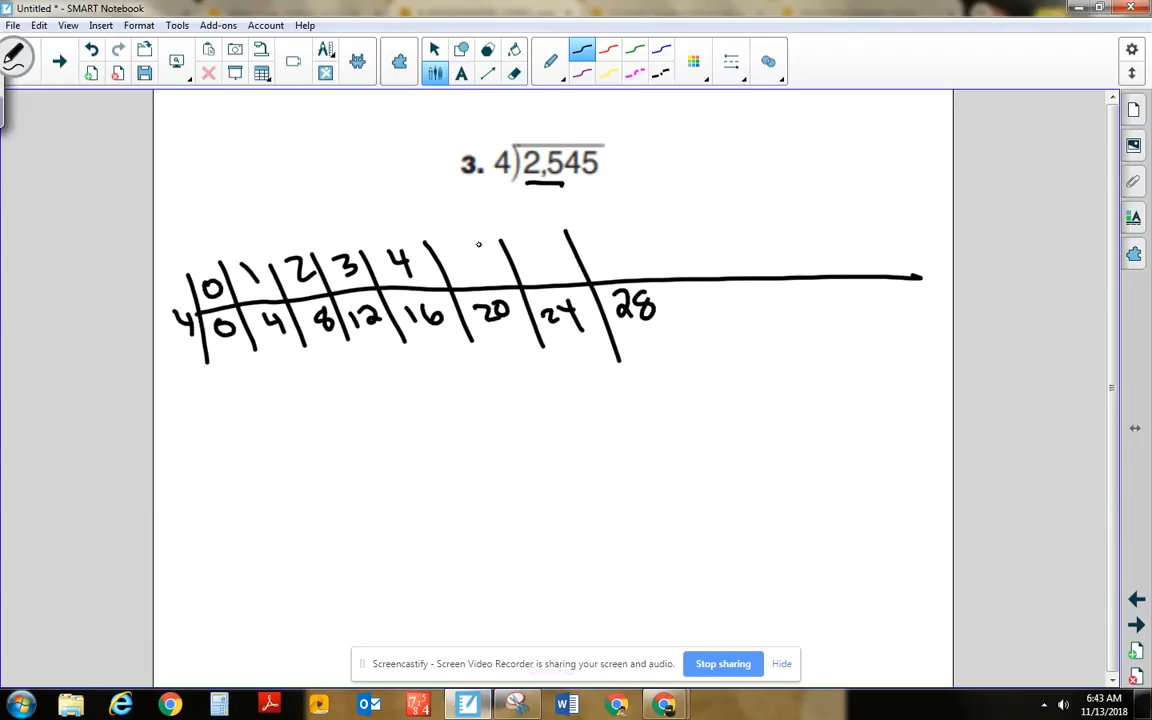 Untitled * - SMART Notebook
File Edit View Insert Format Tools Add-ons Account Help
3. 4)2,545
0 1 2 3 4
4 0 4 8 12 16 20 24 28
Screencastify - Screen Video Recorder is sharing your screen and audio. Stop sharing Hide
6:43 AM
11/13/2018